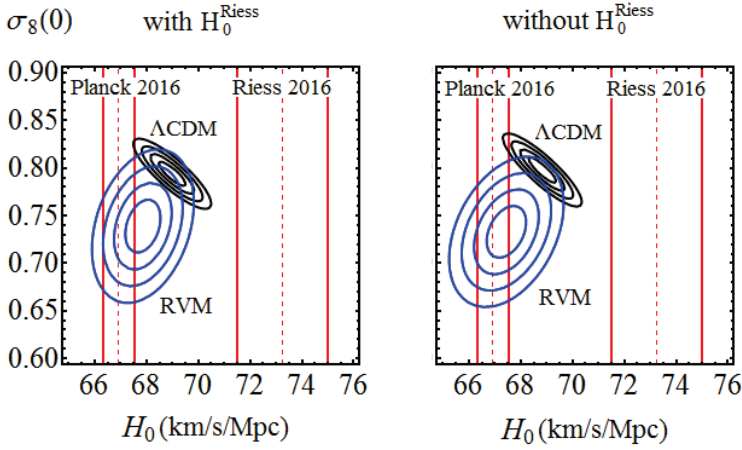 σ₈(0) with H₀ᴿⁱᵉˢˢ without H₀ᴿⁱᵉˢˢ
0.90
Planck 2016 Riess 2016 Planck 2016 Riess 2016
0.85
ΛCDM ΛCDM
0.80
0.75
0.70
RVM RVM
0.65
0.60
66 68 70 72 74 76 66 68 70 72 74 76
H₀ (km/s/Mpc) H₀ (km/s/Mpc)